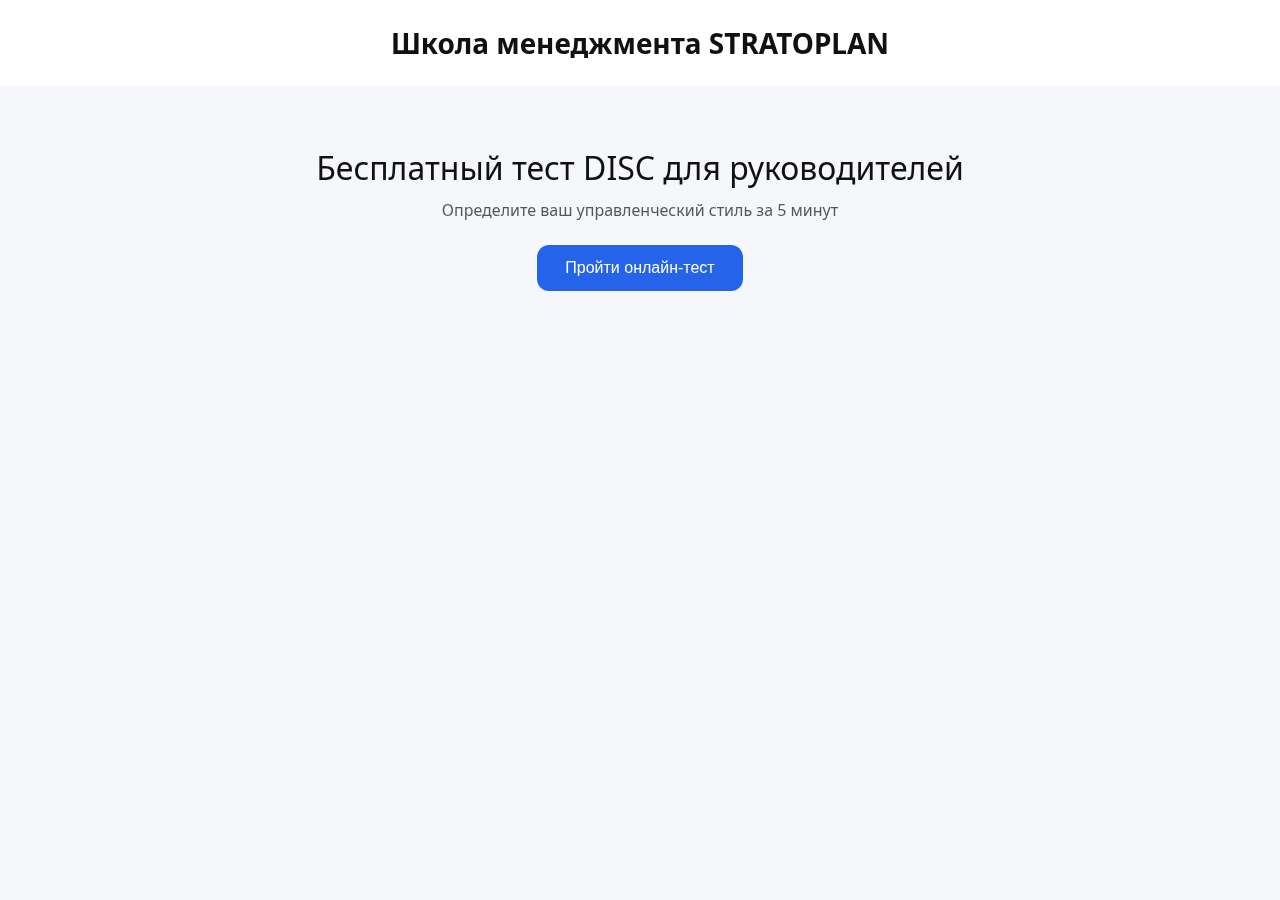 Школа менеджмента STRATOPLAN
Бесплатный тест DISC для руководителей
Определите ваш управленческий стиль за 5 минут
Пройти онлайн-тест